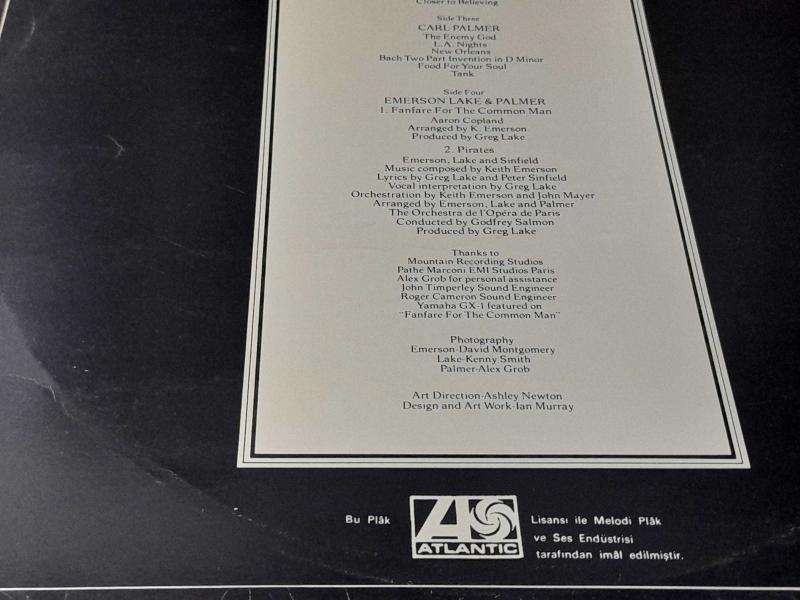 Closer to Believing
Side Three
CARL PALMER
The Enemy God
L.A. Nights
New Orleans
Bach Two Part Invention in D Minor
Food For Your Soul
Tank
Side Four
EMERSON LAKE & PALMER
1. Fanfare For The Common Man
Aaron Copland
Arranged by K. Emerson
Produced by Greg Lake
2. Pirates
Emerson, Lake and Sinfield
Music composed by Keith Emerson
Lyrics by Greg Lake and Peter Sinfield
Vocal interpretation by Greg Lake
Orchestration by Keith Emerson and John Mayer
Arranged by Emerson, Lake and Palmer
The Orchestra de l'Opéra de Paris
Conducted by Godfrey Salmon
Produced by Greg Lake
Thanks to
Mountain Recording Studios
Pathé Marconi EMI Studios Paris
Alex Grob for personal assistance
John Timperley Sound Engineer
Roger Cameron Sound Engineer
Yamaha GX-1 featured on
"Fanfare For The Common Man"
Photography
Emerson-David Montgomery
Lake-Kenny Smith
Palmer-Alex Grob
Art Direction-Ashley Newton
Design and Art Work-Ian Murray
Bu Plâk
ATLANTIC
Lisansı ile Melodi Plâk
ve Ses Endüstrisi
tarafından imâl edilmiştir.